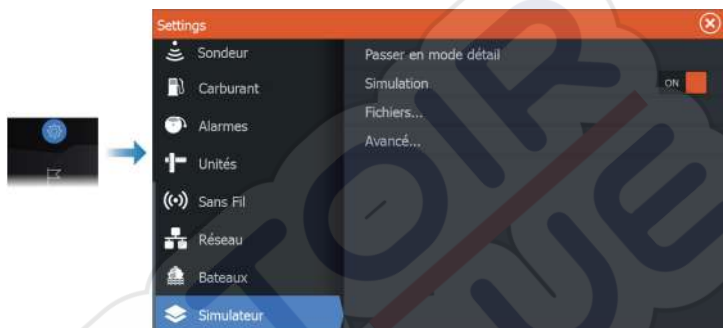 Settings
Sondeur
Carburant
Alarmes
Unités
Sans Fil
Réseau
Bateaux
Simulateur
Passer en mode détail
Simulation
ON
Fichiers...
Avancé...